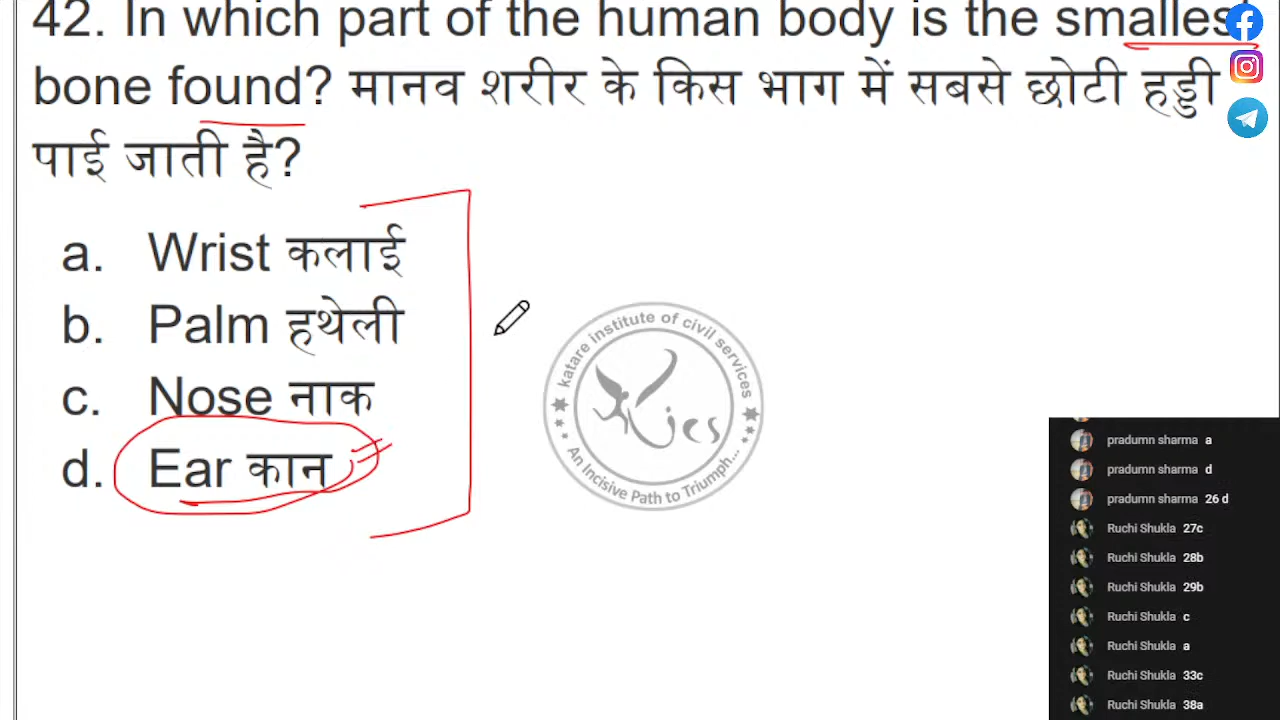 42. In which part of the human body is the smallest
bone found? मानव शरीर के किस भाग में सबसे छोटी हड्डी
पाई जाती है?
a. Wrist कलाई
b. Palm हथेली
c. Nose नाक
d. Ear कान
katare institute of civil services
kics
An Incisive Path to Triumph...
pradumn sharma a
pradumn sharma d
pradumn sharma 26 d
Ruchi Shukla 27c
Ruchi Shukla 28b
Ruchi Shukla 29b
Ruchi Shukla c
Ruchi Shukla a
Ruchi Shukla 33c
Ruchi Shukla 38a